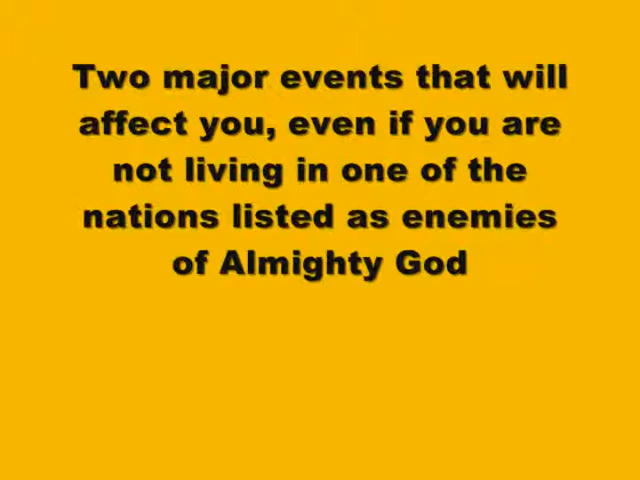 Two major events that will
affect you, even if you are
not living in one of the
nations listed as enemies
of Almighty God